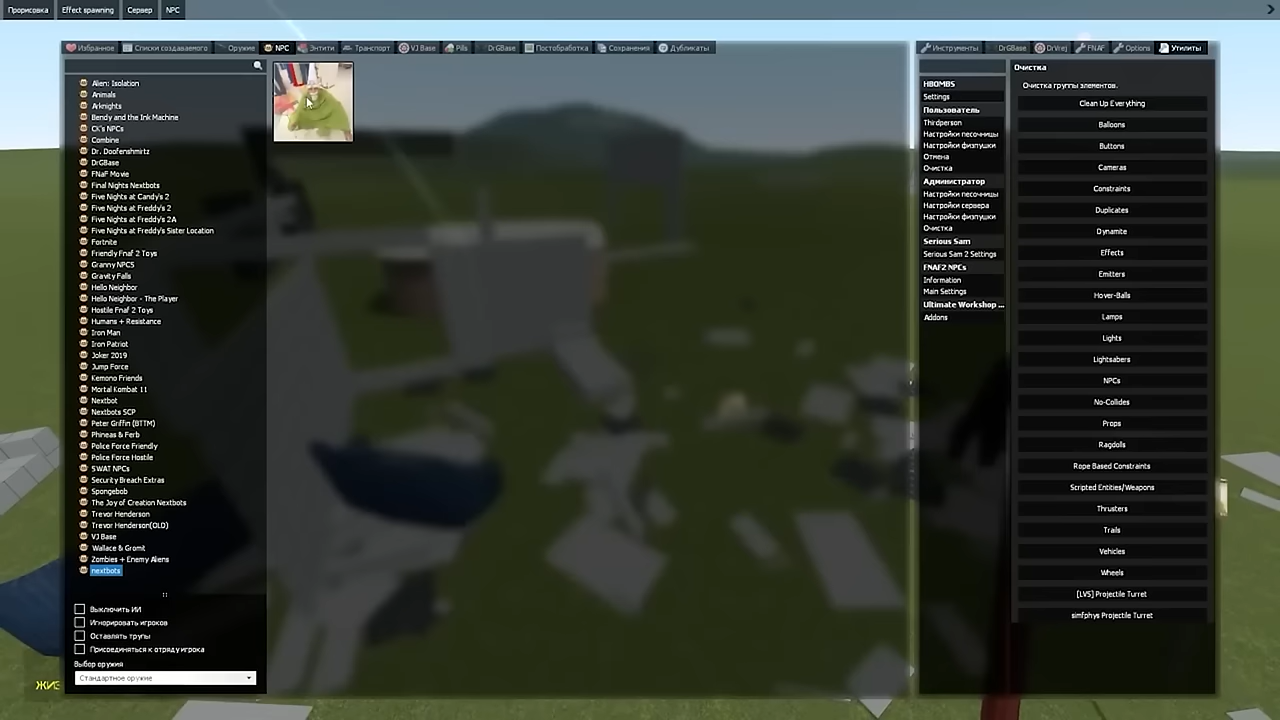 Прорисовка Effect spawning Сервер NPC
Избранное Списки создаваемого Оружие NPC Энтити Транспорт VJ Base Pills DrGBase Постобработка Сохранения Дубликаты
Alien: Isolation
Animals
Arknights
Bendy and the Ink Machine
CK's NPCs
Combine
Dr. Doofenshmirtz
DrGBase
FNaF Movie
Final Nights Nextbots
Five Nights at Candy's 2
Five Nights at Freddy's 2
Five Nights at Freddy's 2A
Five Nights at Freddy's Sister Location
Fortnite
Friendly Fnaf 2 Toys
Granny NPCS
Gravity Falls
Hello Neighbor
Hello Neighbor - The Player
Hostile Fnaf 2 Toys
Humans + Resistance
Iron Man
Iron Patriot
Joker 2019
Jump Force
Kemono Friends
Mortal Kombat 11
Nextbot
Nextbots SCP
Peter Griffin (BTTM)
Phineas & Ferb
Police Force Friendly
Police Force Hostile
SWAT NPCs
Security Breach Extras
Spongebob
The Joy of Creation Nextbots
Trevor Henderson
Trevor Henderson(OLD)
VJ Base
Wallace & Gromit
Zombies + Enemy Aliens
nextbots
Выключить ИИ
Игнорировать игроков
Оставлять трупы
Присоединяться к отряду игрока
Выбор оружия
Стандартное оружие
ЖИЗ
Инструменты DrGBase DrVrej FNAF Options Утилиты
HBOMBS
Settings
Пользователь
Thirdperson
Настройки песочницы
Настройки физпушки
Отмена
Очистка
Администратор
Настройки песочницы
Настройки сервера
Настройки физпушки
Очистка
Serious Sam
Serious Sam 2 Settings
FNAF2 NPCs
Information
Main Settings
Ultimate Workshop ...
Addons
Очистка
Очистка группы элементов.
Clean Up Everything
Balloons
Buttons
Cameras
Constraints
Duplicates
Dynamite
Effects
Emitters
Hover-Balls
Lamps
Lights
Lightsabers
NPCs
No-Collides
Props
Ragdolls
Rope Based Constraints
Scripted Entities/Weapons
Thrusters
Trails
Vehicles
Wheels
[LVS] Projectile Turret
simfphys Projectile Turret